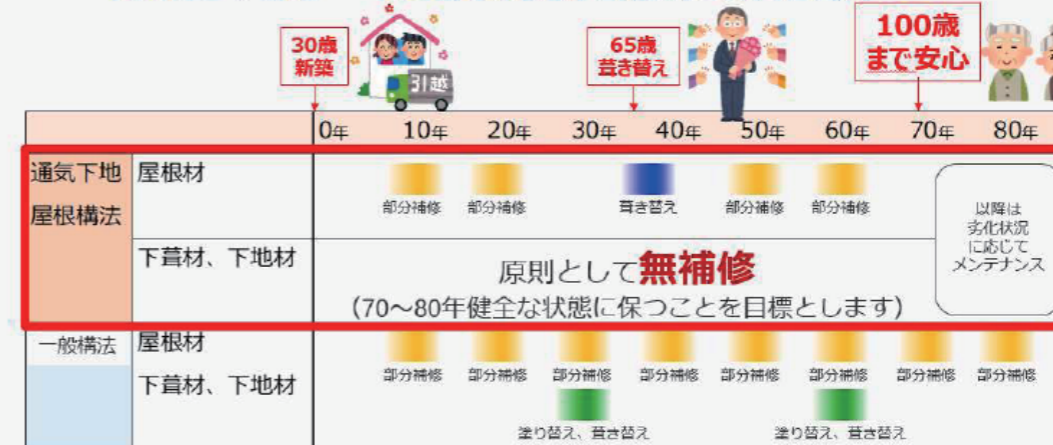 30歳
新築
引越
65歳
葺き替え
100歳
まで安心
0年 10年 20年 30年 40年 50年 60年 70年 80年
通気下地
屋根構法
屋根材
部分補修 部分補修 葺き替え 部分補修 部分補修
以降は
劣化状況
に応じて
メンテナンス
下葺材、下地材
原則として無補修
(70～80年健全な状態に保つことを目標とします)
一般構法
屋根材
部分補修 部分補修 部分補修 部分補修 部分補修 部分補修 部分補修 部分補修
下葺材、下地材
塗り替え、葺き替え 塗り替え、葺き替え